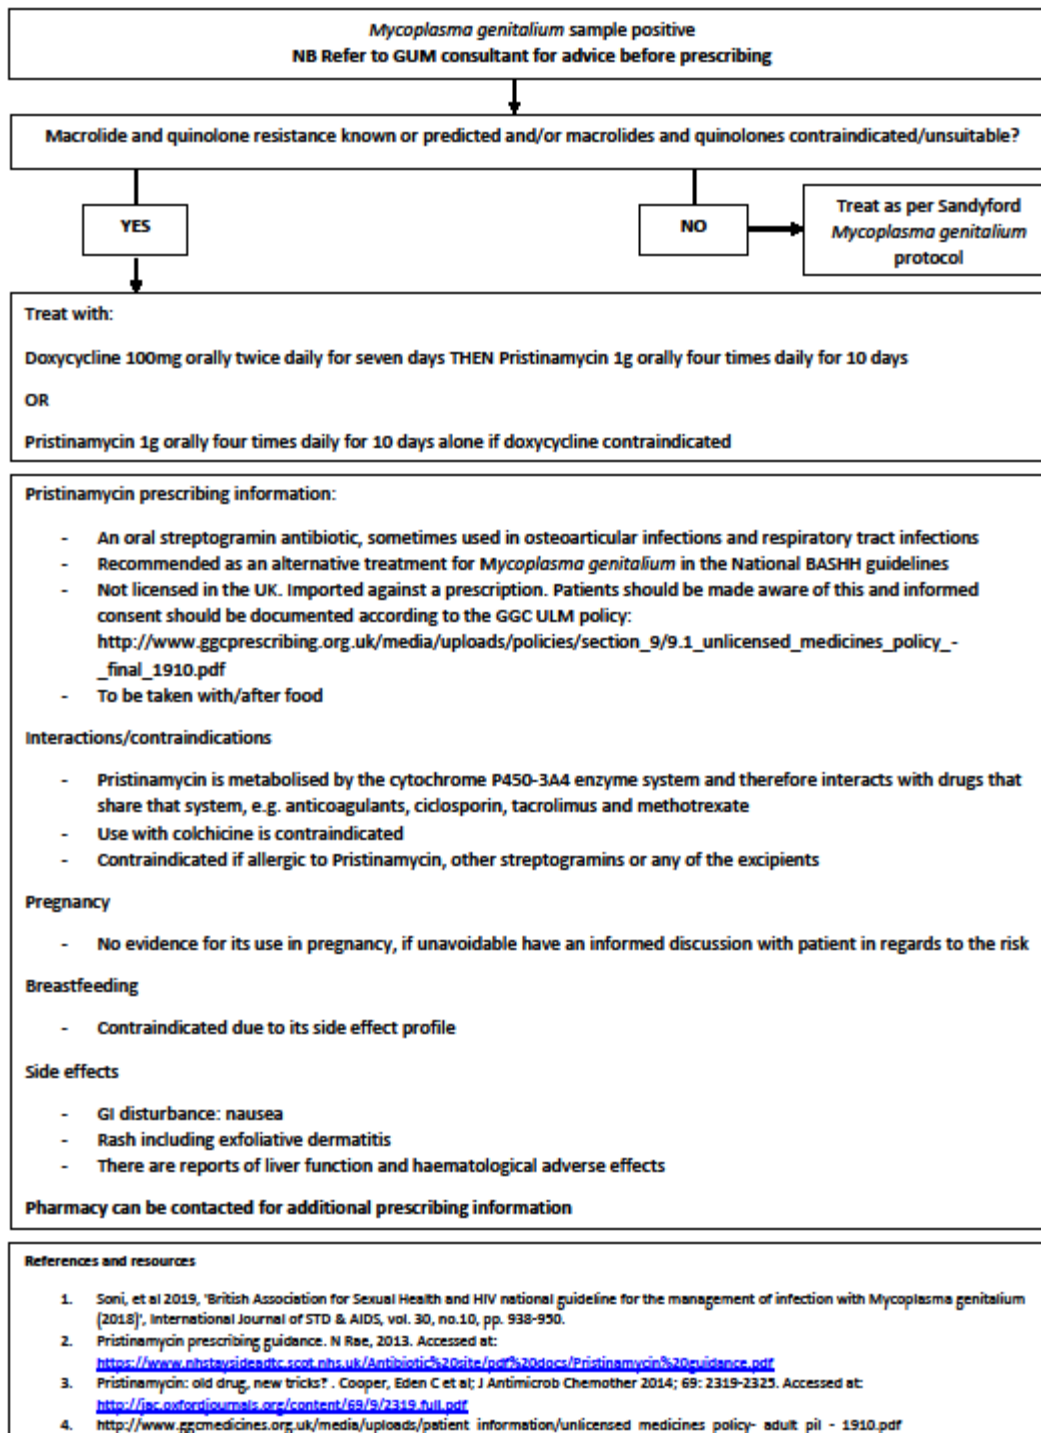 Mycoplasma genitalium sample positive
NB Refer to GUM consultant for advice before prescribing
Macrolide and quinolone resistance known or predicted and/or macrolides and quinolones contraindicated/unsuitable?
YES
NO
Treat as per Sandyford
Mycoplasma genitalium
protocol
Treat with:
Doxycycline 100mg orally twice daily for seven days THEN Pristinamycin 1g orally four times daily for 10 days
OR
Pristinamycin 1g orally four times daily for 10 days alone if doxycycline contraindicated
Pristinamycin prescribing information:
- An oral streptogramin antibiotic, sometimes used in osteoarticular infections and respiratory tract infections
- Recommended as an alternative treatment for Mycoplasma genitalium in the National BASHH guidelines
- Not licensed in the UK. Imported against a prescription. Patients should be made aware of this and informed
consent should be documented according to the GGC ULM policy:
http://www.ggcprescribing.org.uk/media/uploads/policies/section_9/9.1_unlicensed_medicines_policy_-
_final_1910.pdf
- To be taken with/after food
Interactions/contraindications
- Pristinamycin is metabolised by the cytochrome P450-3A4 enzyme system and therefore interacts with drugs that
share that system, e.g. anticoagulants, ciclosporin, tacrolimus and methotrexate
- Use with colchicine is contraindicated
- Contraindicated if allergic to Pristinamycin, other streptogramins or any of the excipients
Pregnancy
- No evidence for its use in pregnancy, if unavoidable have an informed discussion with patient in regards to the risk
Breastfeeding
- Contraindicated due to its side effect profile
Side effects
- GI disturbance: nausea
- Rash including exfoliative dermatitis
- There are reports of liver function and haematological adverse effects
Pharmacy can be contacted for additional prescribing information
References and resources
1. Soni, et al 2019, 'British Association for Sexual Health and HIV national guideline for the management of infection with Mycoplasma genitalium
(2018)', International Journal of STD & AIDS, vol. 30, no.10, pp. 938-950.
2. Pristinamycin prescribing guidance. N Rae, 2013. Accessed at:
https://www.nhstaysideadtc.scot.nhs.uk/Antibiotic%20site/pdf%20docs/Pristinamycin%20guidance.pdf
3. Pristinamycin: old drug, new tricks? . Cooper, Eden C et al; J Antimicrob Chemother 2014; 69: 2319-2325. Accessed at:
http://jac.oxfordjournals.org/content/69/9/2319.full.pdf
4. http://www.ggcmedicines.org.uk/media/uploads/patient_information/unlicensed_medicines_policy-_adult_pil_-_1910.pdf